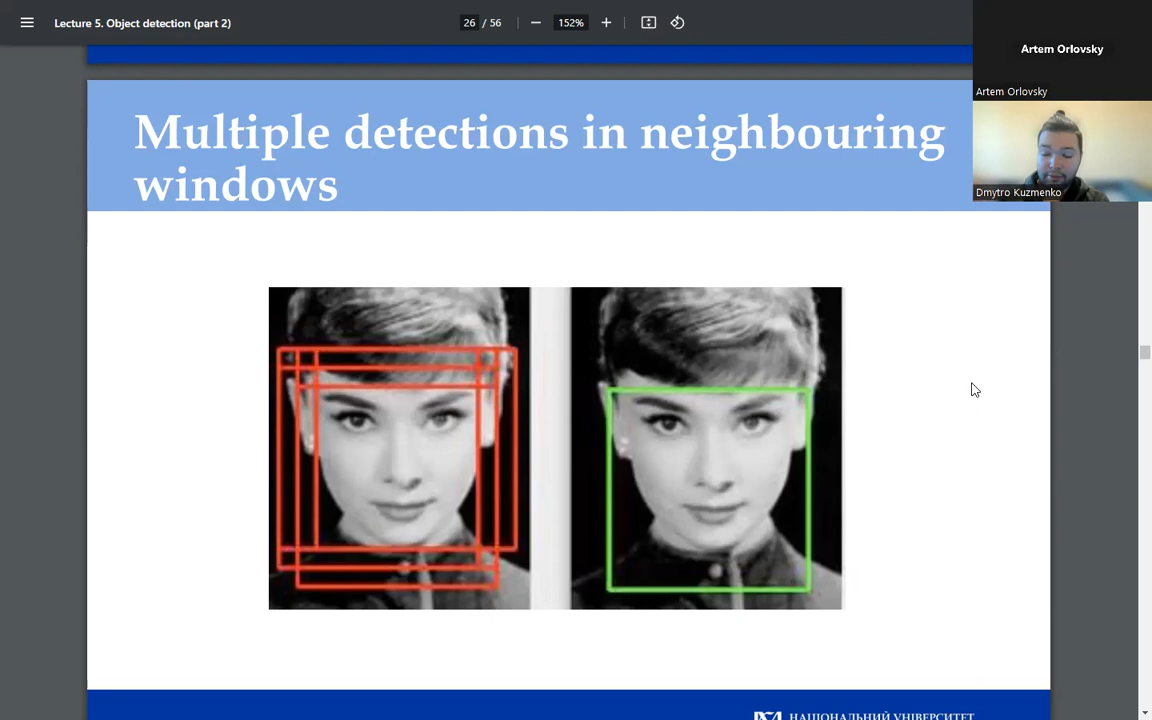 Lecture 5. Object detection (part 2)
26 / 56
152%
Artem Orlovsky
Artem Orlovsky
Dmytro Kuzmenko
Multiple detections in neighbouring
windows
НАЦІОНАЛЬНИЙ УНІВЕРСИТЕТ